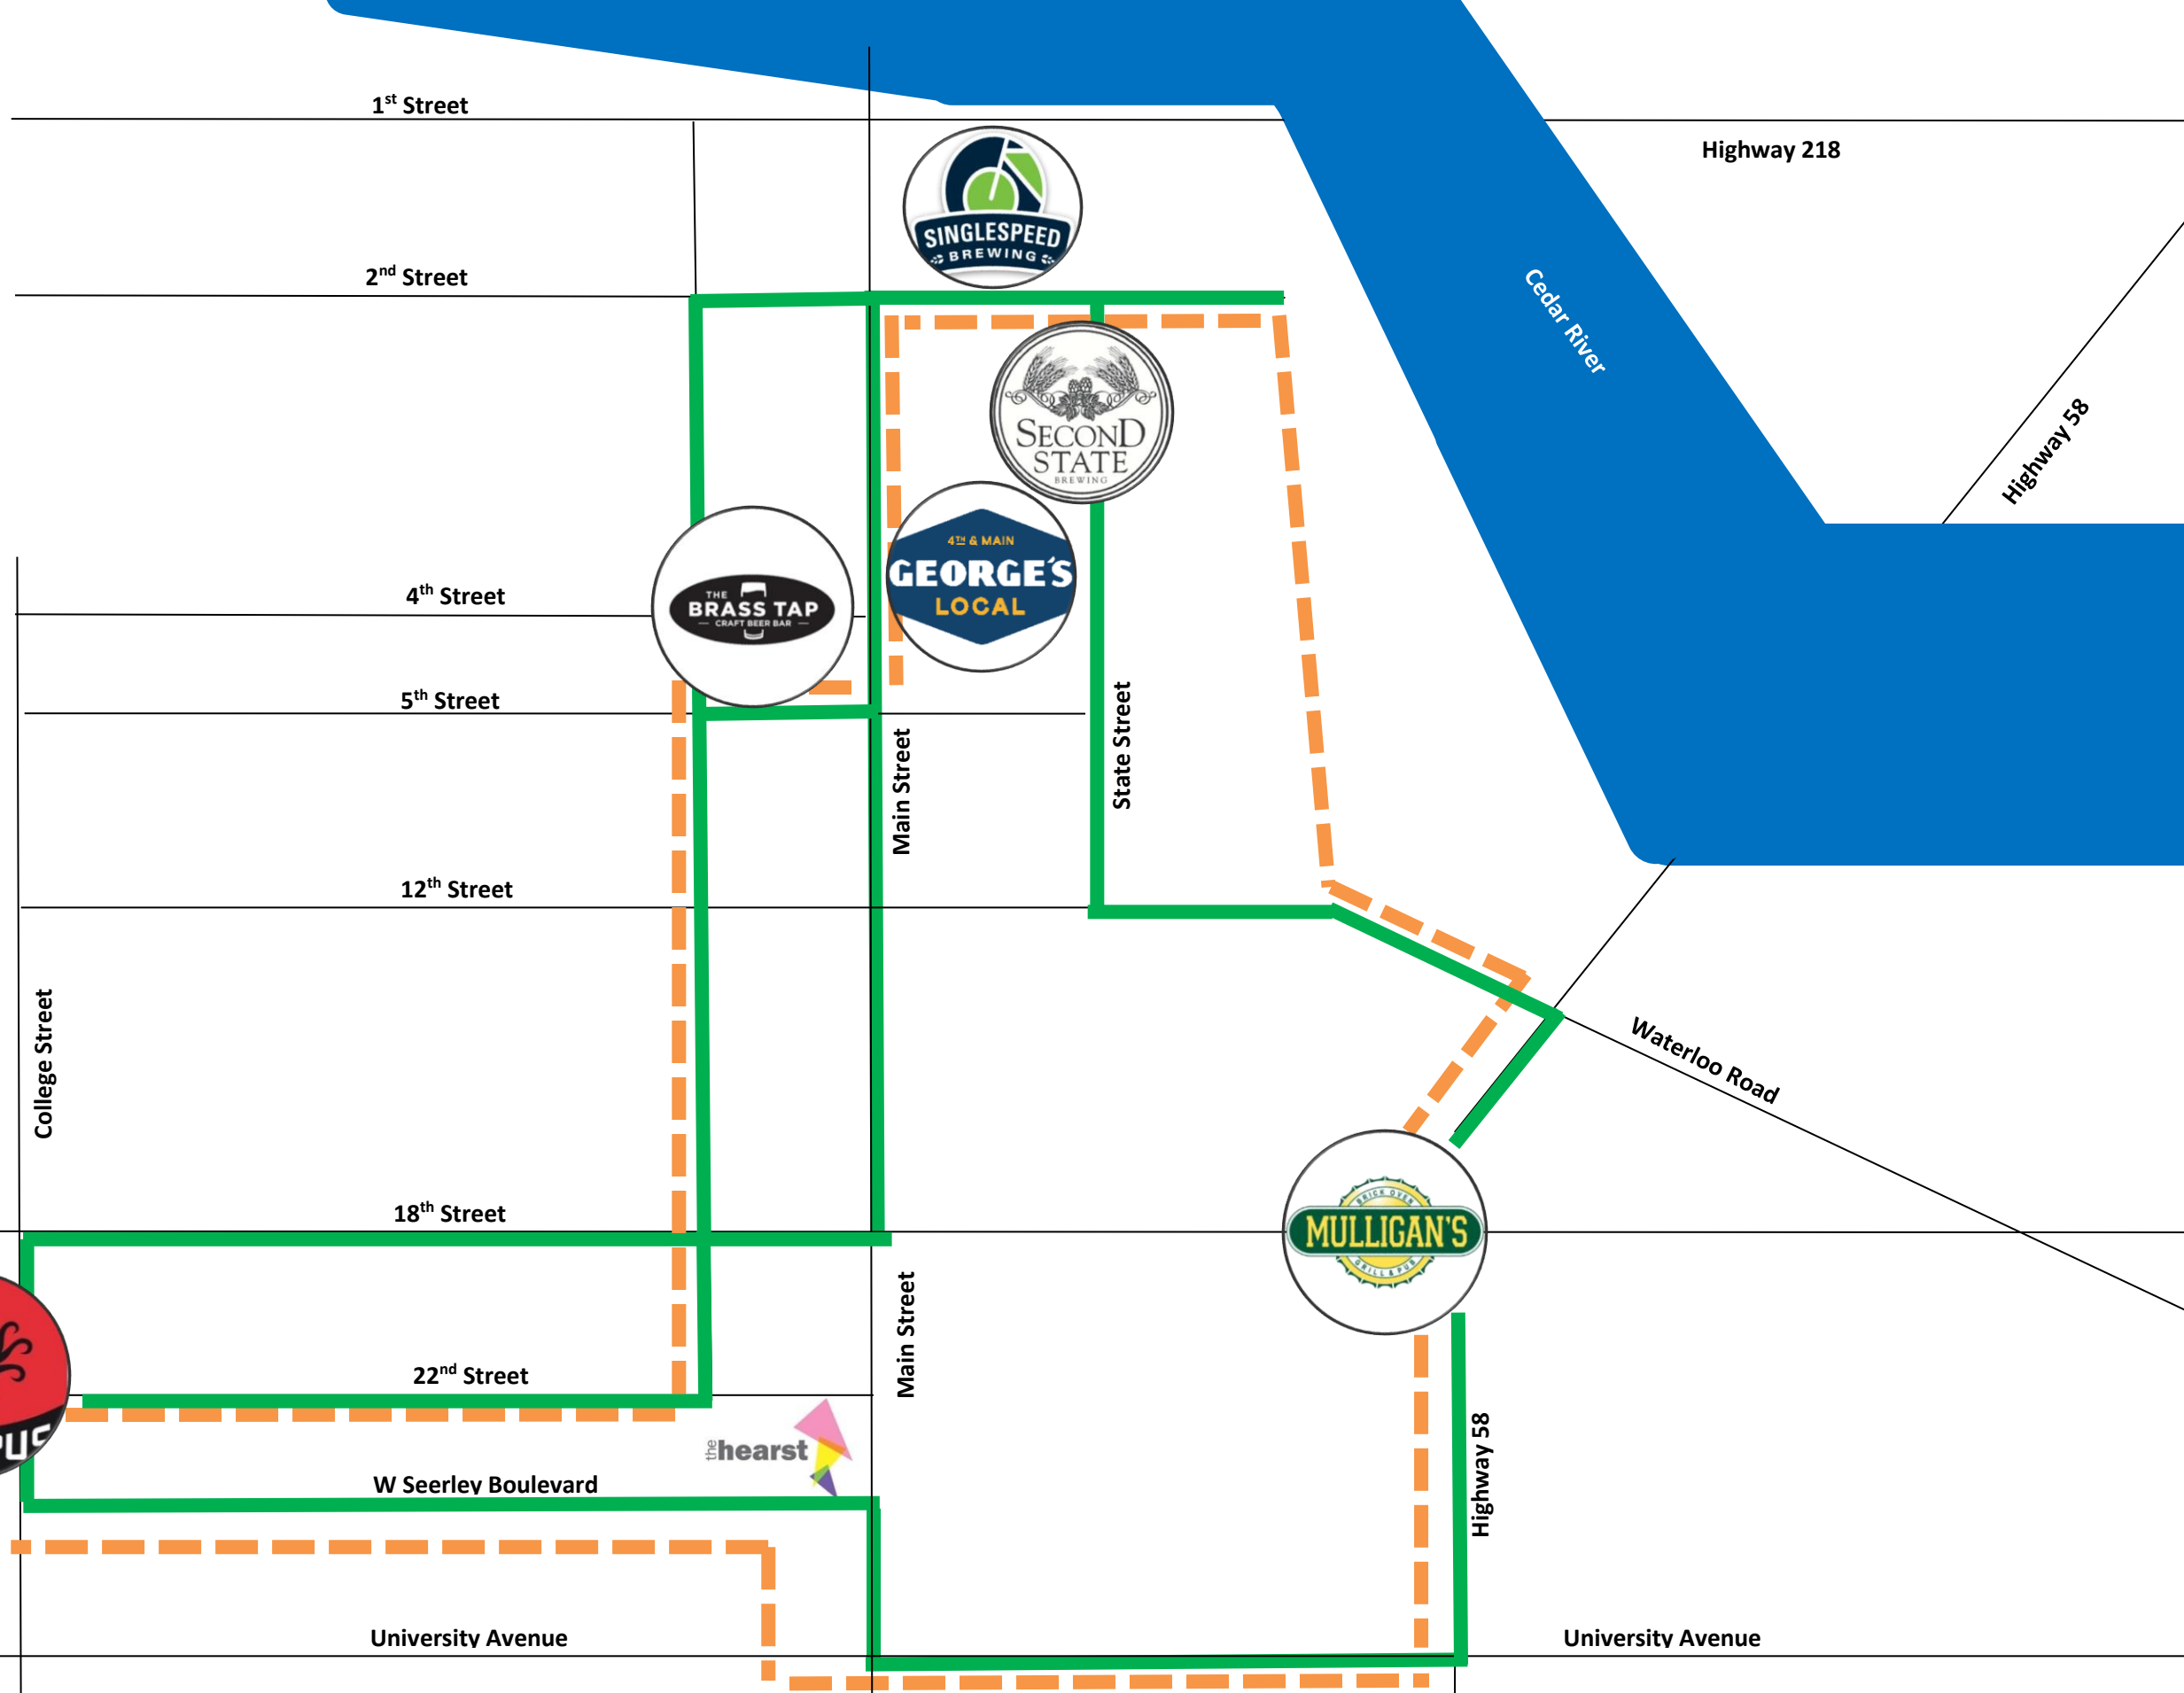 1st Street
Highway 218
SINGLESPEED
BREWING
2nd Street
Cedar River
Highway 58
SECOND
STATE
BREWING
4TH & MAIN
GEORGE'S
LOCAL
4th Street
THE
BRASS TAP
CRAFT BEER BAR
5th Street
State Street
Main Street
12th Street
College Street
Waterloo Road
18th Street
BRICK OVEN
MULLIGAN'S
GRILL & PUB
Main Street
22nd Street
the hearst
Highway 58
W Seerley Boulevard
University Avenue
University Avenue